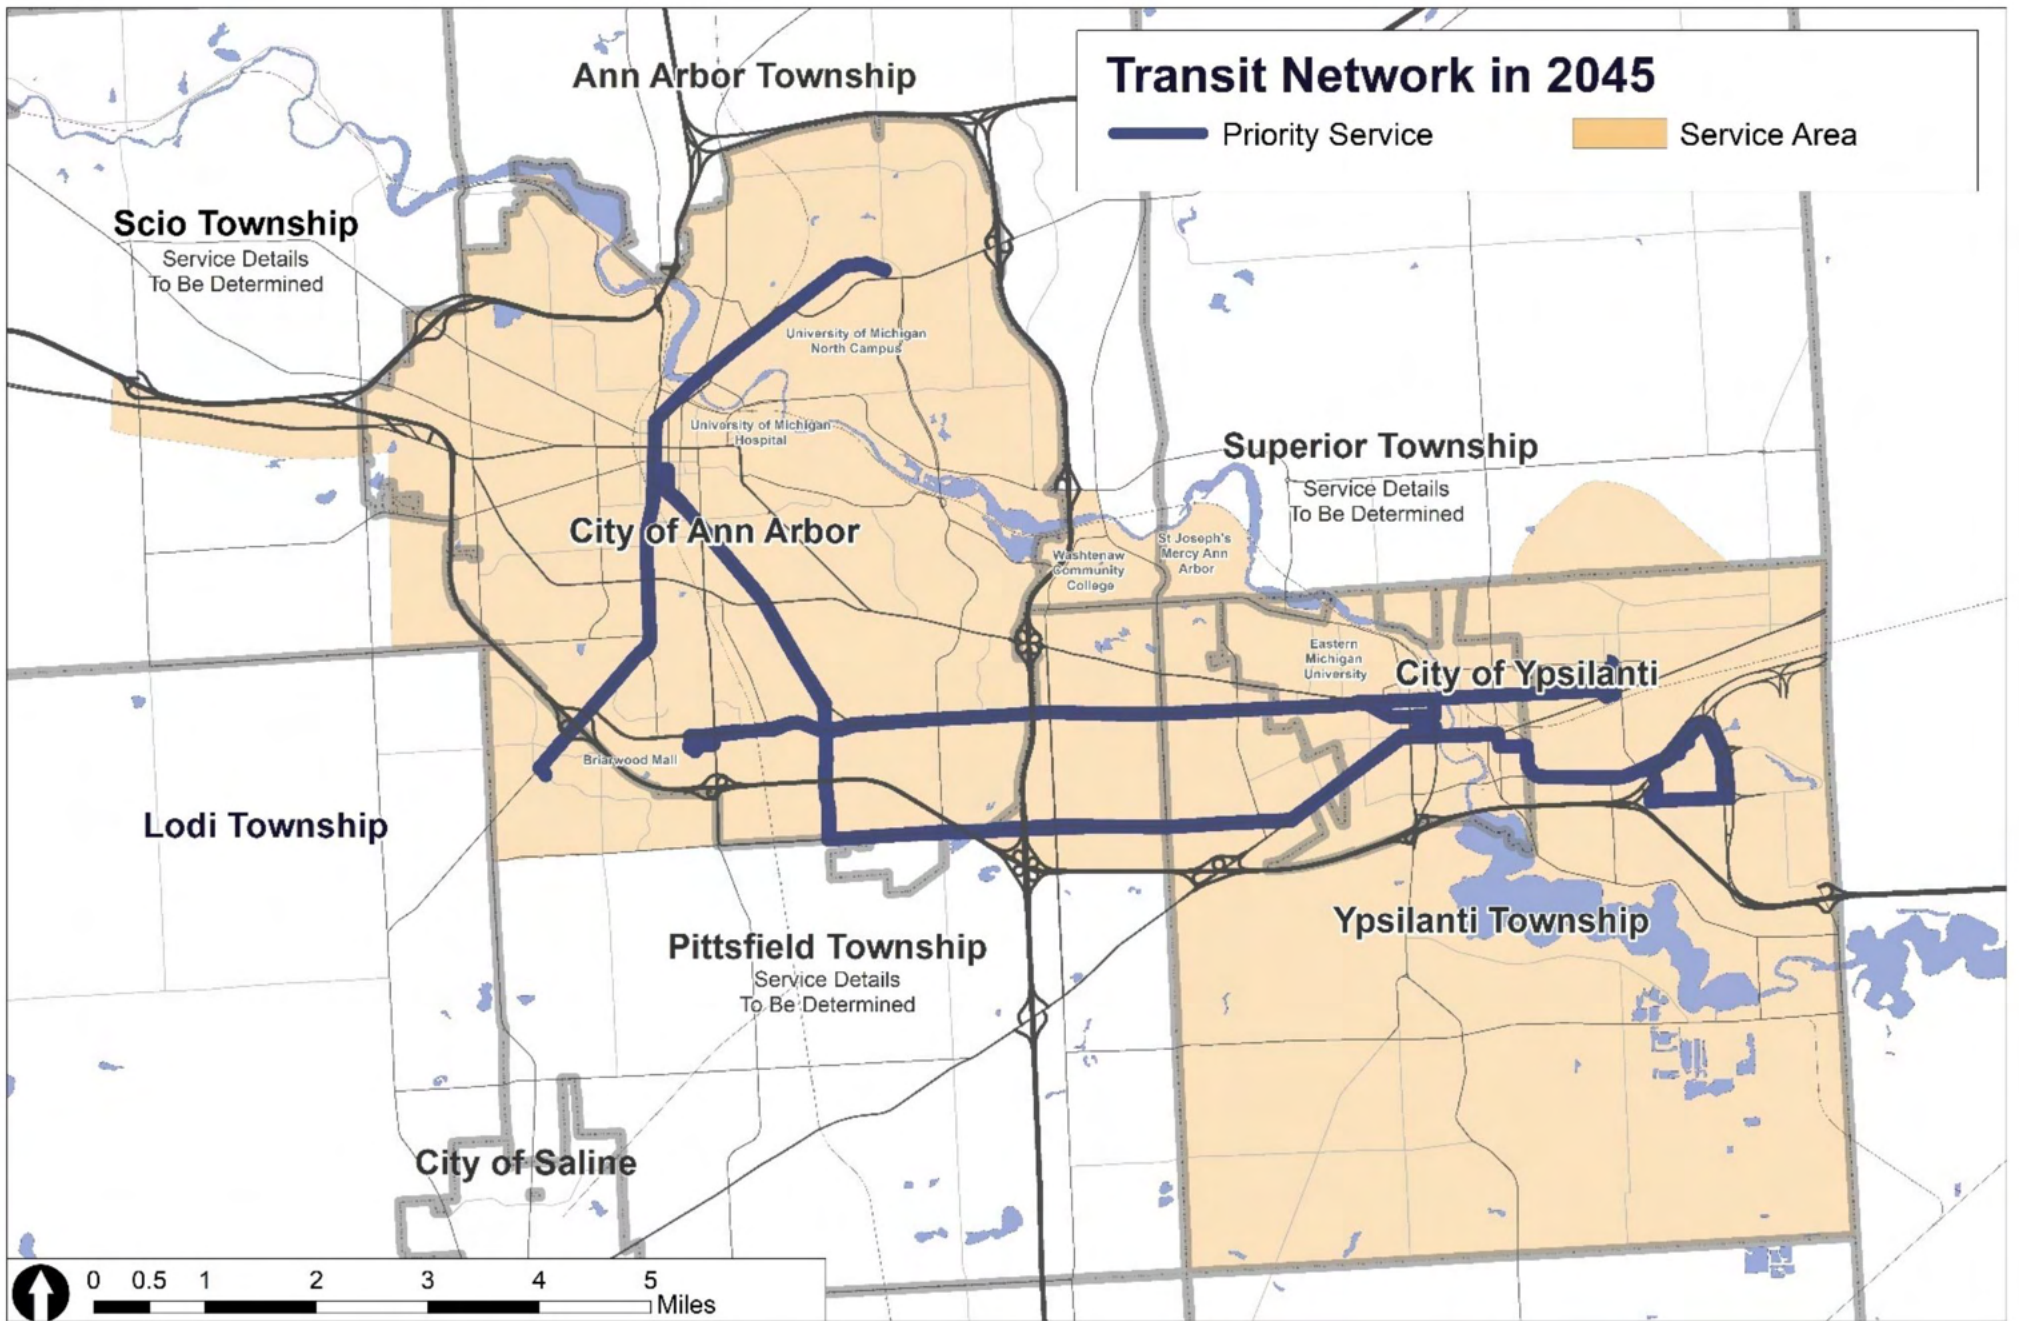 Ann Arbor Township
Transit Network in 2045
Priority Service
Service Area
Scio Township
Service Details
To Be Determined
University of Michigan
North Campus
University of Michigan
Hospital
Superior Township
Service Details
To Be Determined
City of Ann Arbor
Washtenaw
Community
College
St Joseph's
Mercy Ann
Arbor
Eastern
Michigan
University
City of Ypsilanti
Briarwood Mall
Lodi Township
Pittsfield Township
Service Details
To Be Determined
Ypsilanti Township
City of Saline
0 0.5 1 2 3 4 5
Miles